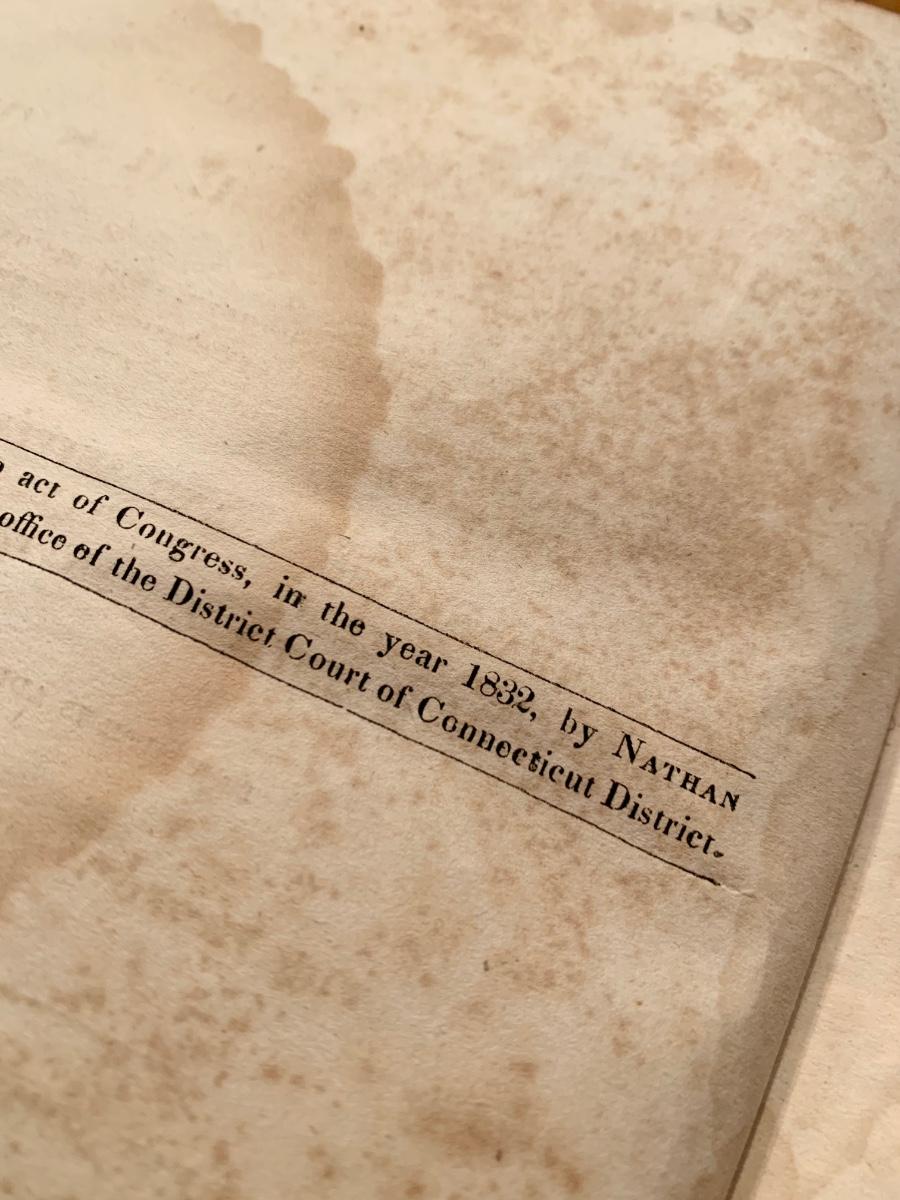 act of Congress, in the year 1832, by NATHAN
office of the District Court of Connecticut District.